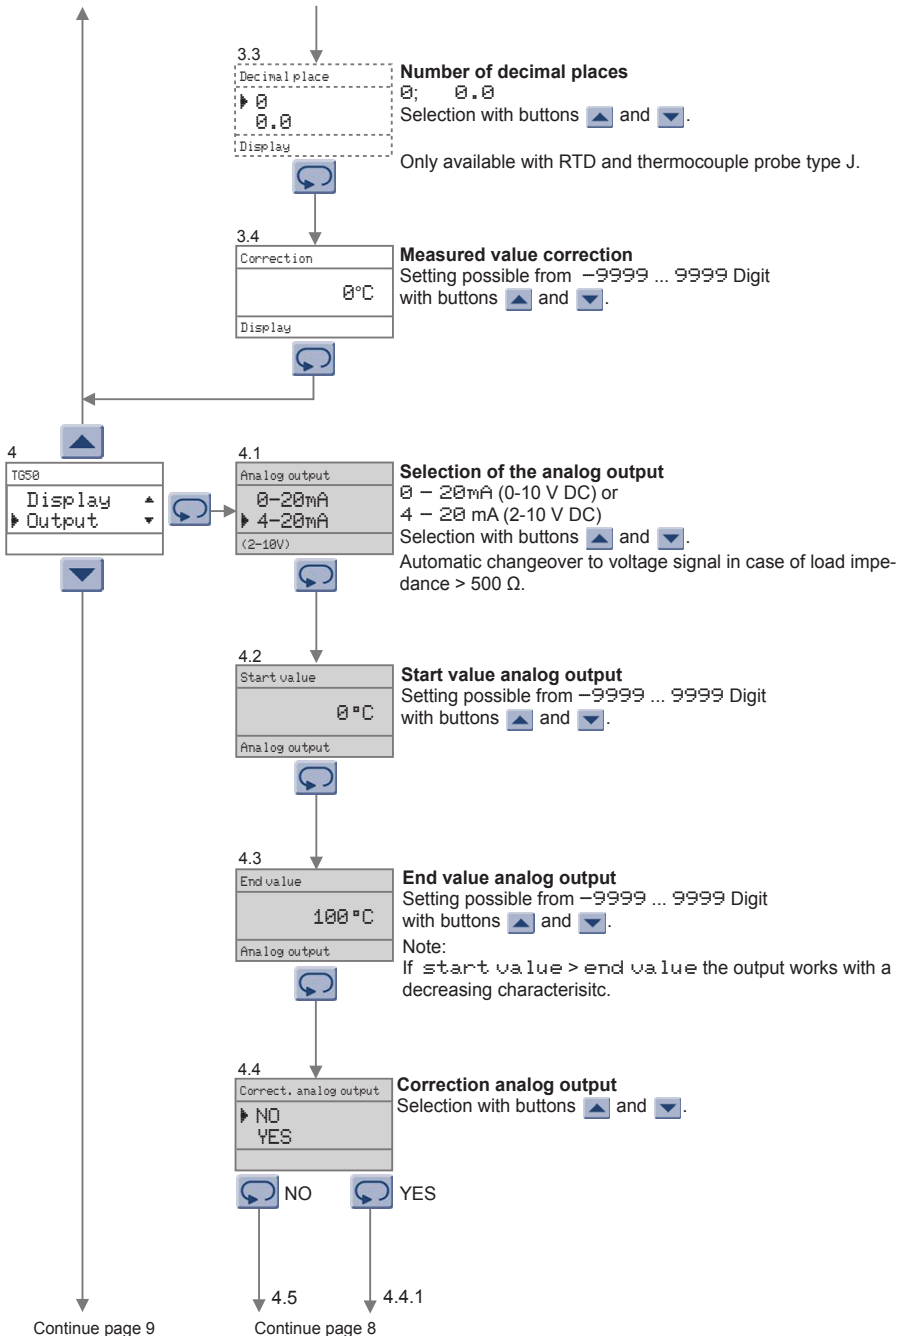 3.3
Decimal place
0
0.0
Display
Number of decimal places
0; 0.0
Selection with buttons and .
Only available with RTD and thermocouple probe type J.
3.4
Correction
0°C
Display
Measured value correction
Setting possible from -9999 ... 9999 Digit
with buttons and .
4
TG50
Display
Output
4.1
Analog output
0-20mA
4-20mA
(2-10V)
Selection of the analog output
0 - 20mA (0-10 V DC) or
4 - 20 mA (2-10 V DC)
Selection with buttons and .
Automatic changeover to voltage signal in case of load impe-
dance > 500 Ω.
4.2
Start value
0°C
Analog output
Start value analog output
Setting possible from -9999 ... 9999 Digit
with buttons and .
4.3
End value
100°C
Analog output
End value analog output
Setting possible from -9999 ... 9999 Digit
with buttons and .
Note:
If start value > end value the output works with a
decreasing characterisitc.
4.4
Correct. analog output
NO
YES
Correction analog output
Selection with buttons and .
NO YES
4.5 4.4.1
Continue page 9 Continue page 8